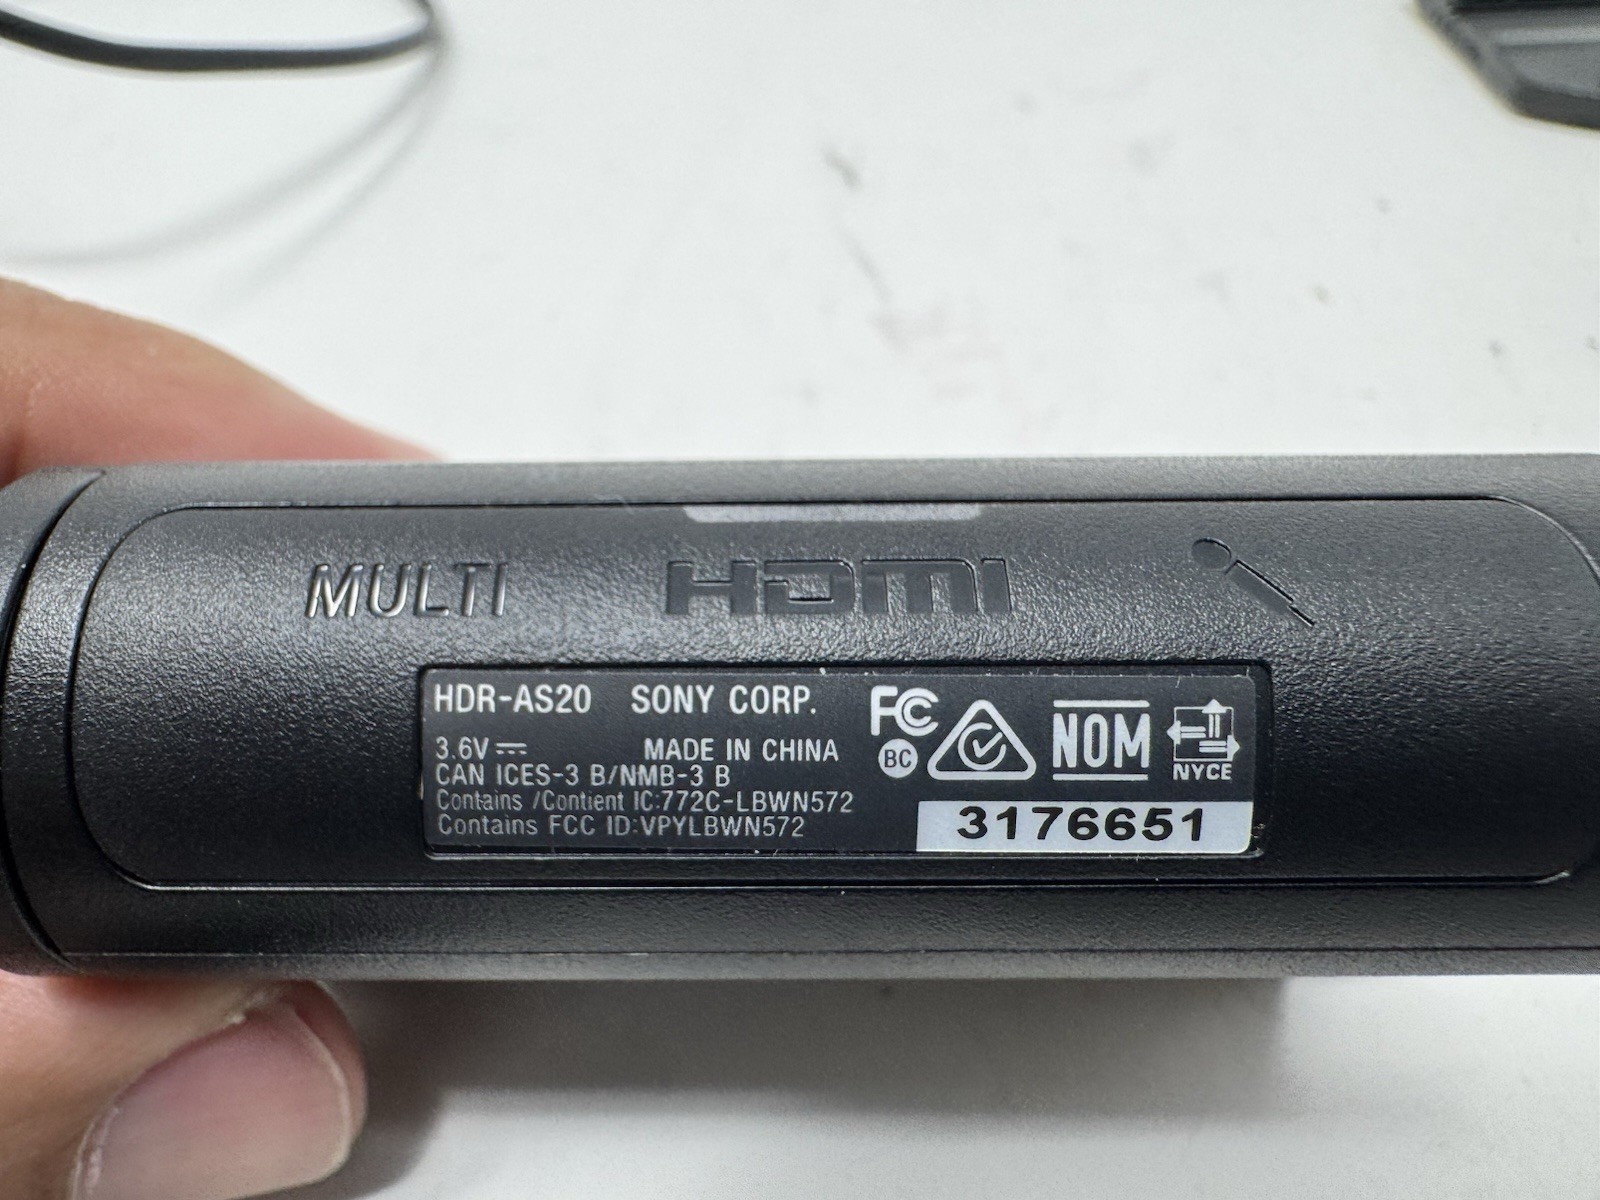 MULTI HDMI
HDR-AS20 SONY CORP.
3.6V MADE IN CHINA
CAN ICES-3 B/NMB-3 B
Contains /Contient IC:772C-LBWN572
Contains FCC ID:VPYLBWN572
FC
BC
NOM
NYCE
3176651